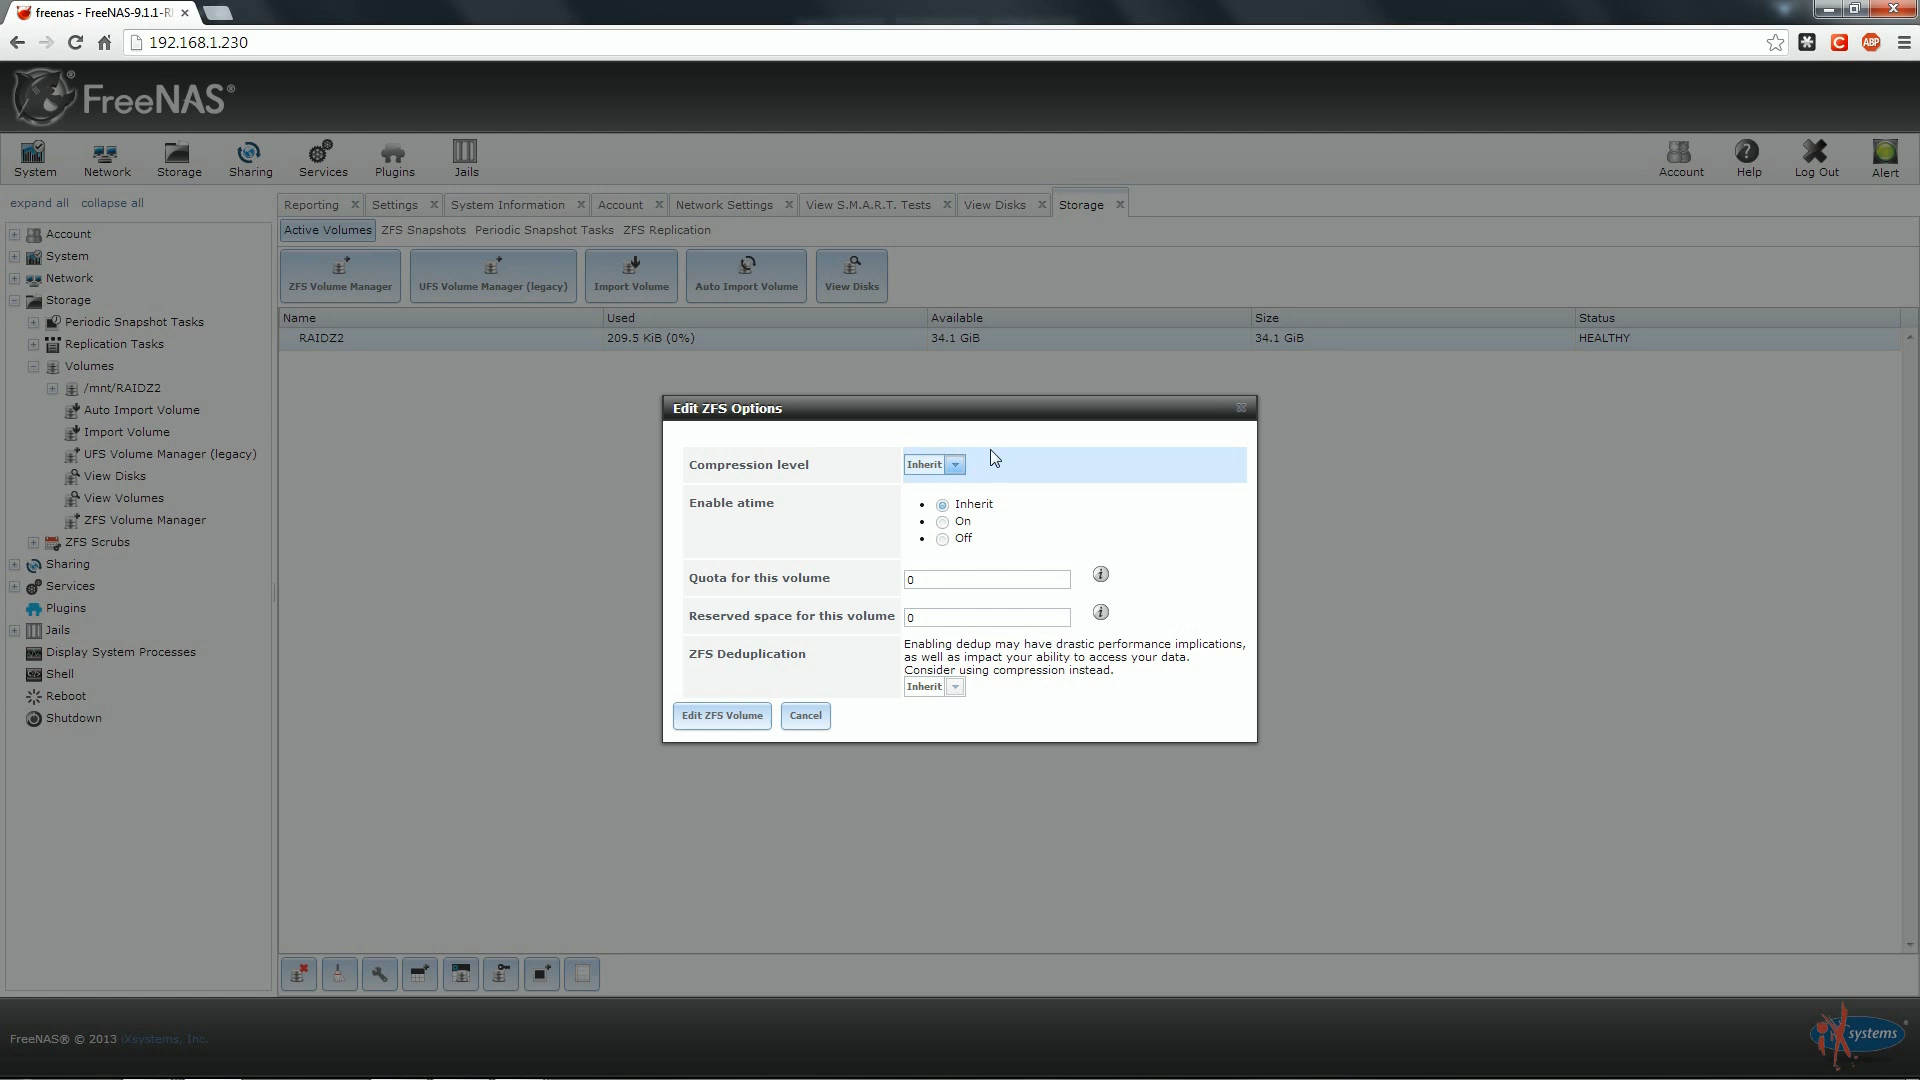 freenas - FreeNAS-9.1.1-R
192.168.1.230
ABP
FreeNAS®
System
Network
Storage
Sharing
Services
Plugins
Jails
Account
Help
Log Out
Alert
expand all collapse all
Account
System
Network
Storage
Periodic Snapshot Tasks
Replication Tasks
Volumes
/mnt/RAIDZ2
Auto Import Volume
Import Volume
UFS Volume Manager (legacy)
View Disks
View Volumes
ZFS Volume Manager
ZFS Scrubs
Sharing
Services
Plugins
Jails
Display System Processes
Shell
Reboot
Shutdown
Reporting
Settings
System Information
Account
Network Settings
View S.M.A.R.T. Tests
View Disks
Storage
Active Volumes ZFS Snapshots Periodic Snapshot Tasks ZFS Replication
ZFS Volume Manager
UFS Volume Manager (legacy)
Import Volume
Auto Import Volume
View Disks
Name Used Available Size Status
RAIDZ2 209.5 KiB (0%) 34.1 GiB 34.1 GiB HEALTHY
Edit ZFS Options
Compression level Inherit
Enable atime
Inherit
On
Off
Quota for this volume 0
Reserved space for this volume 0
ZFS Deduplication
Enabling dedup may have drastic performance implications,
as well as impact your ability to access your data.
Consider using compression instead.
Inherit
Edit ZFS Volume Cancel
FreeNAS® © 2013 iXsystems, Inc.
iXsystems